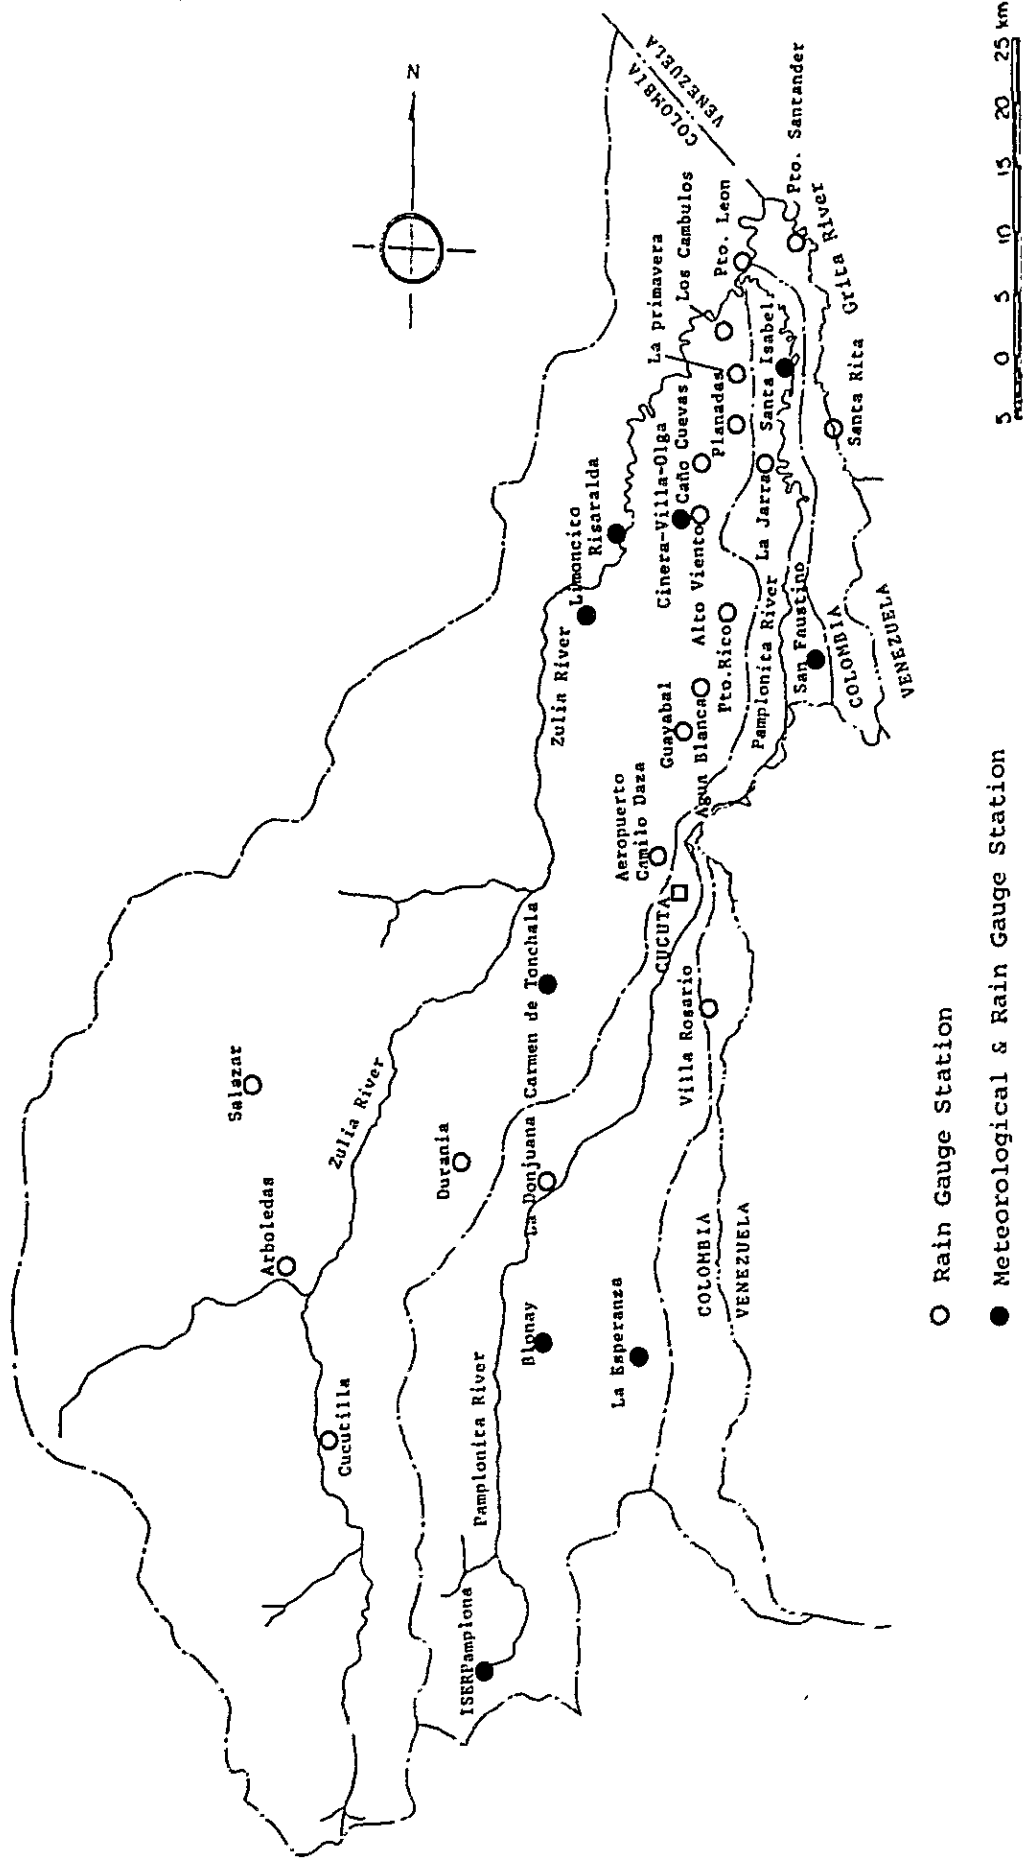 N
VENEZUELA
COLOMBIA
Pto. Santander
Grita River
Pto. Leon
Los Cambulos
La primavera
Santa Isabel
Planadas
Santa Rita
Caño Cuevas
Cinera-Villa-Olga
La Jarra
Limoncito
Risaralda
Alto Viento
Pto.Rico
Pamplonita River
San Faustino
COLOMBIA
VENEZUELA
Zulia River
Guayabal
Agua Blanca
Aeropuerto
Camilo Daza
CUCUTA
Villa Rosario
Carmen de Tonchala
Salazar
Zulia River
Durania
La Donjuana
Arboledas
COLOMBIA
VENEZUELA
Blonay
La Esperanza
Cucutilla
Pamplonita River
ISERPamplona
Rain Gauge Station
Meteorological & Rain Gauge Station
5 0 5 10 15 20 25 km